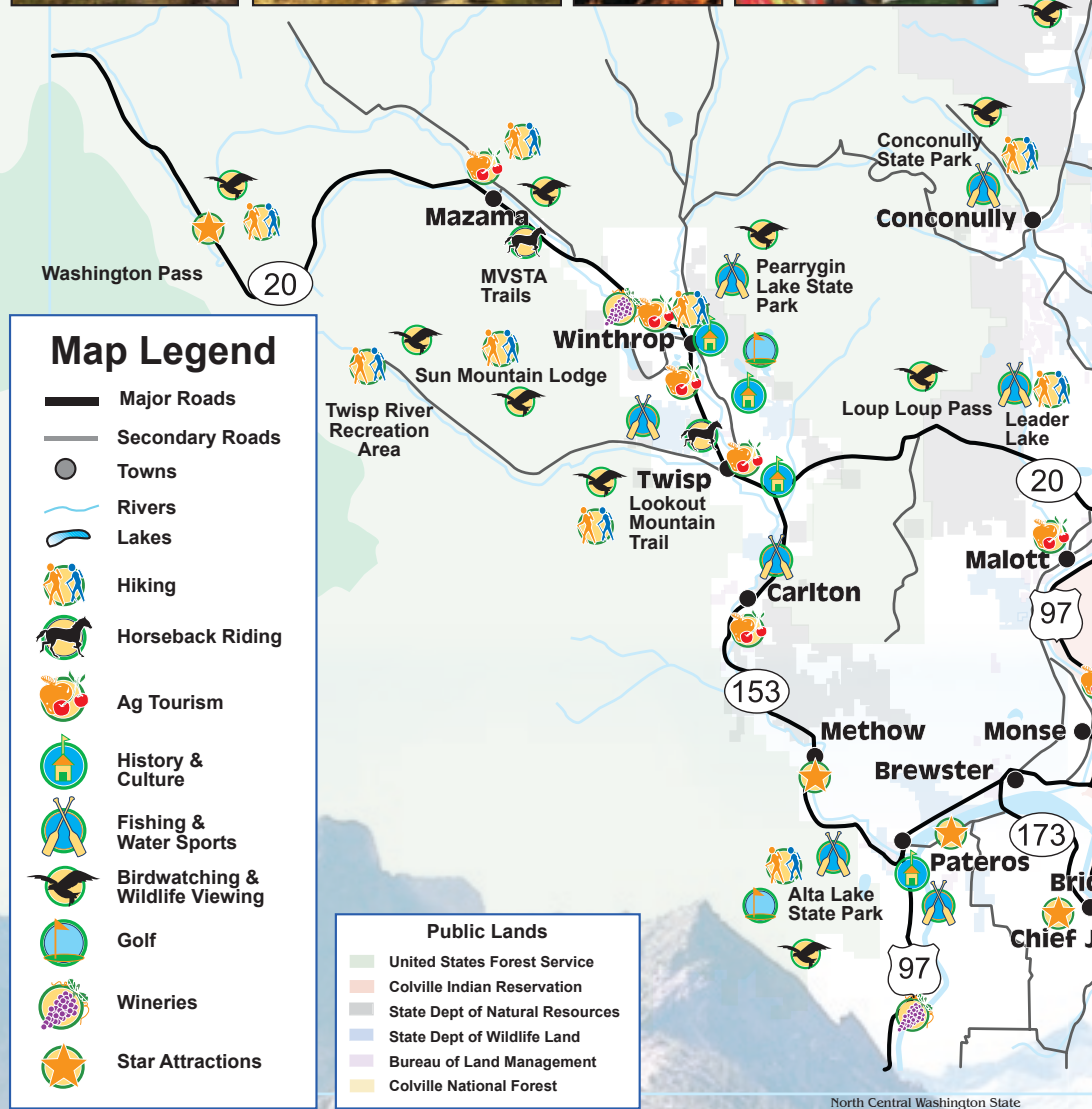 Conconully
State Park
Conconully
Mazama
Washington Pass
20
MVSTA
Trails
Pearrygin
Lake State
Park
Winthrop
Sun Mountain Lodge
Twisp River
Recreation
Area
Loup Loup Pass
Leader
Lake
20
Twisp
Lookout
Mountain
Trail
Malott
Carlton
97
153
Methow
Monse
Brewster
173
Pateros
Alta Lake
State Park
Brid
Chief J
97
Map Legend
Major Roads
Secondary Roads
Towns
Rivers
Lakes
Hiking
Horseback Riding
Ag Tourism
History &
Culture
Fishing &
Water Sports
Birdwatching &
Wildlife Viewing
Golf
Wineries
Star Attractions
Public Lands
United States Forest Service
Colville Indian Reservation
State Dept of Natural Resources
State Dept of Wildlife Land
Bureau of Land Management
Colville National Forest
North Central Washington State